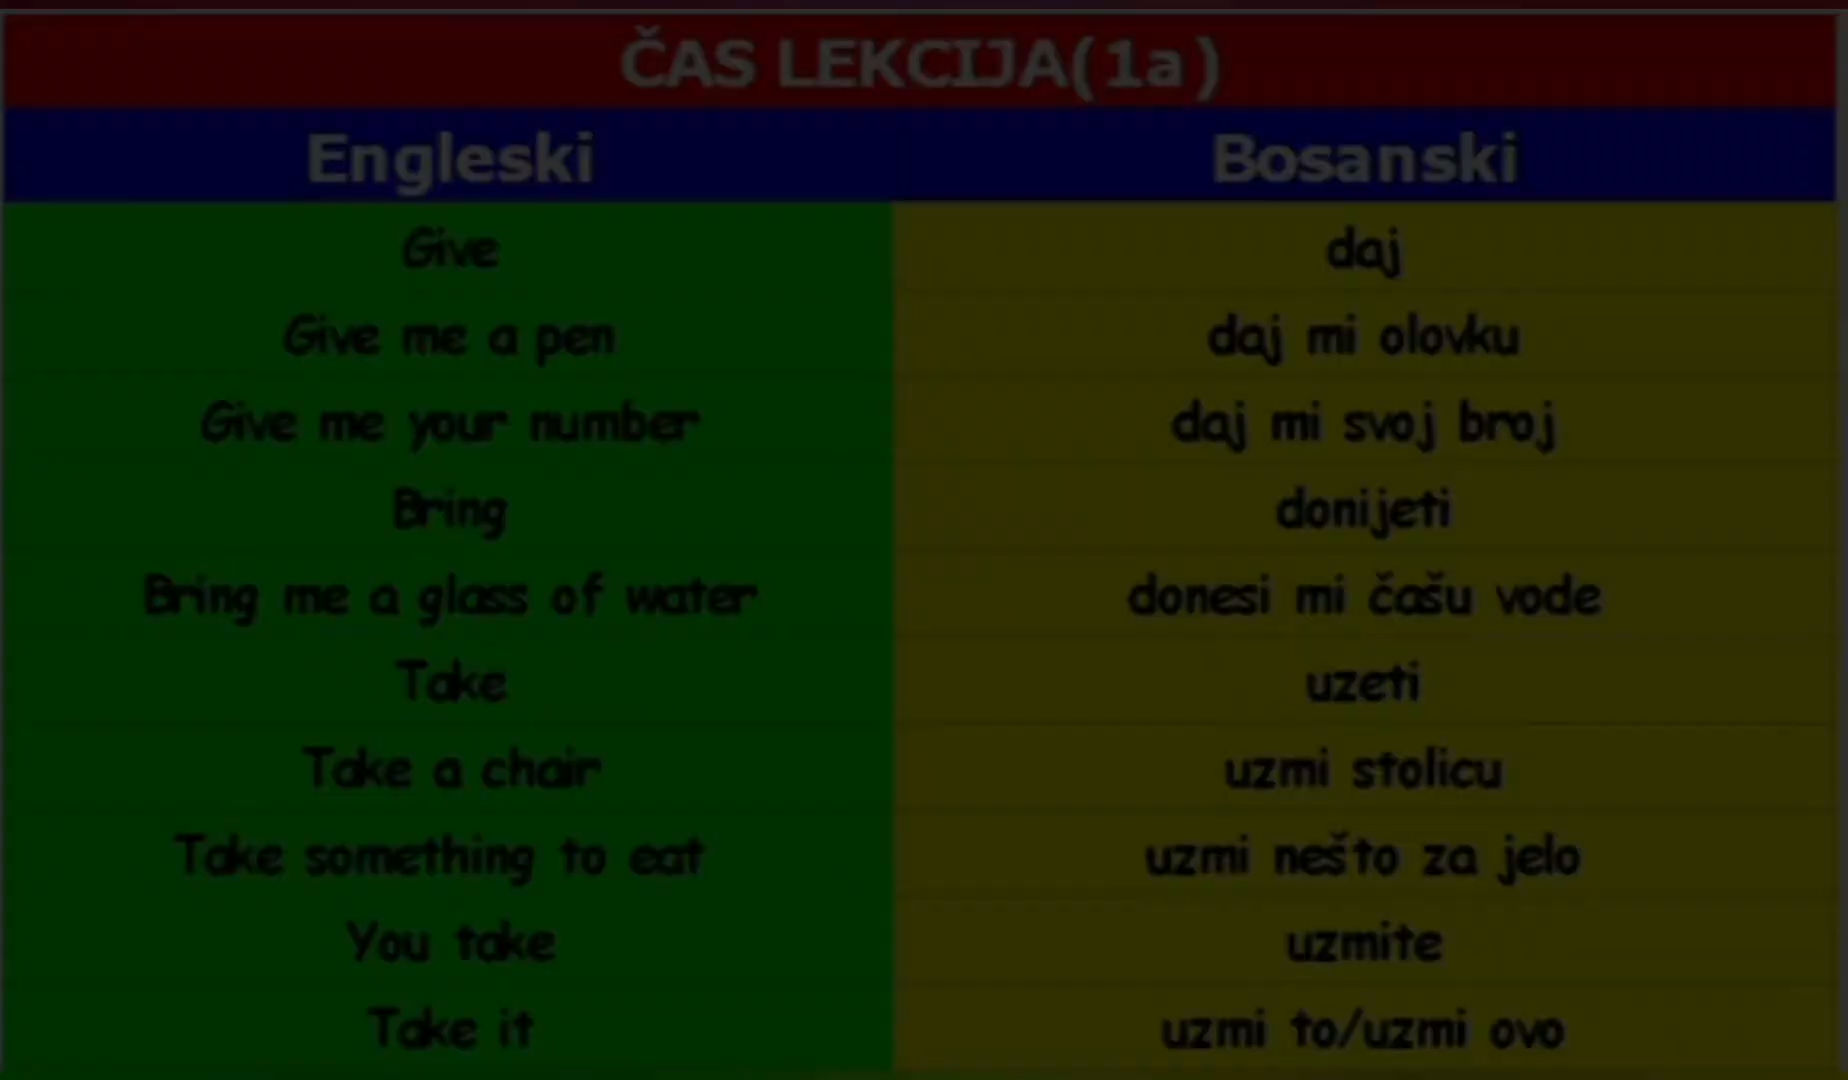 ČAS LEKCIJA(1a)
Engleski Bosanski
Give daj
Give me a pen daj mi olovku
Give me your number daj mi svoj broj
Bring donijeti
Bring me a glass of water donesi mi čašu vode
Take uzeti
Take a chair uzmi stolicu
Take something to eat uzmi nešto za jelo
You take uzmite
Take it uzmi to/uzmi ovo